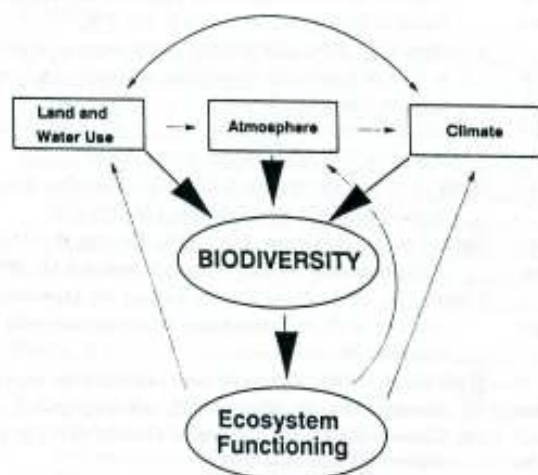 Land and
Water Use
Atmosphere
Climate
BIODIVERSITY
Ecosystem
Functioning